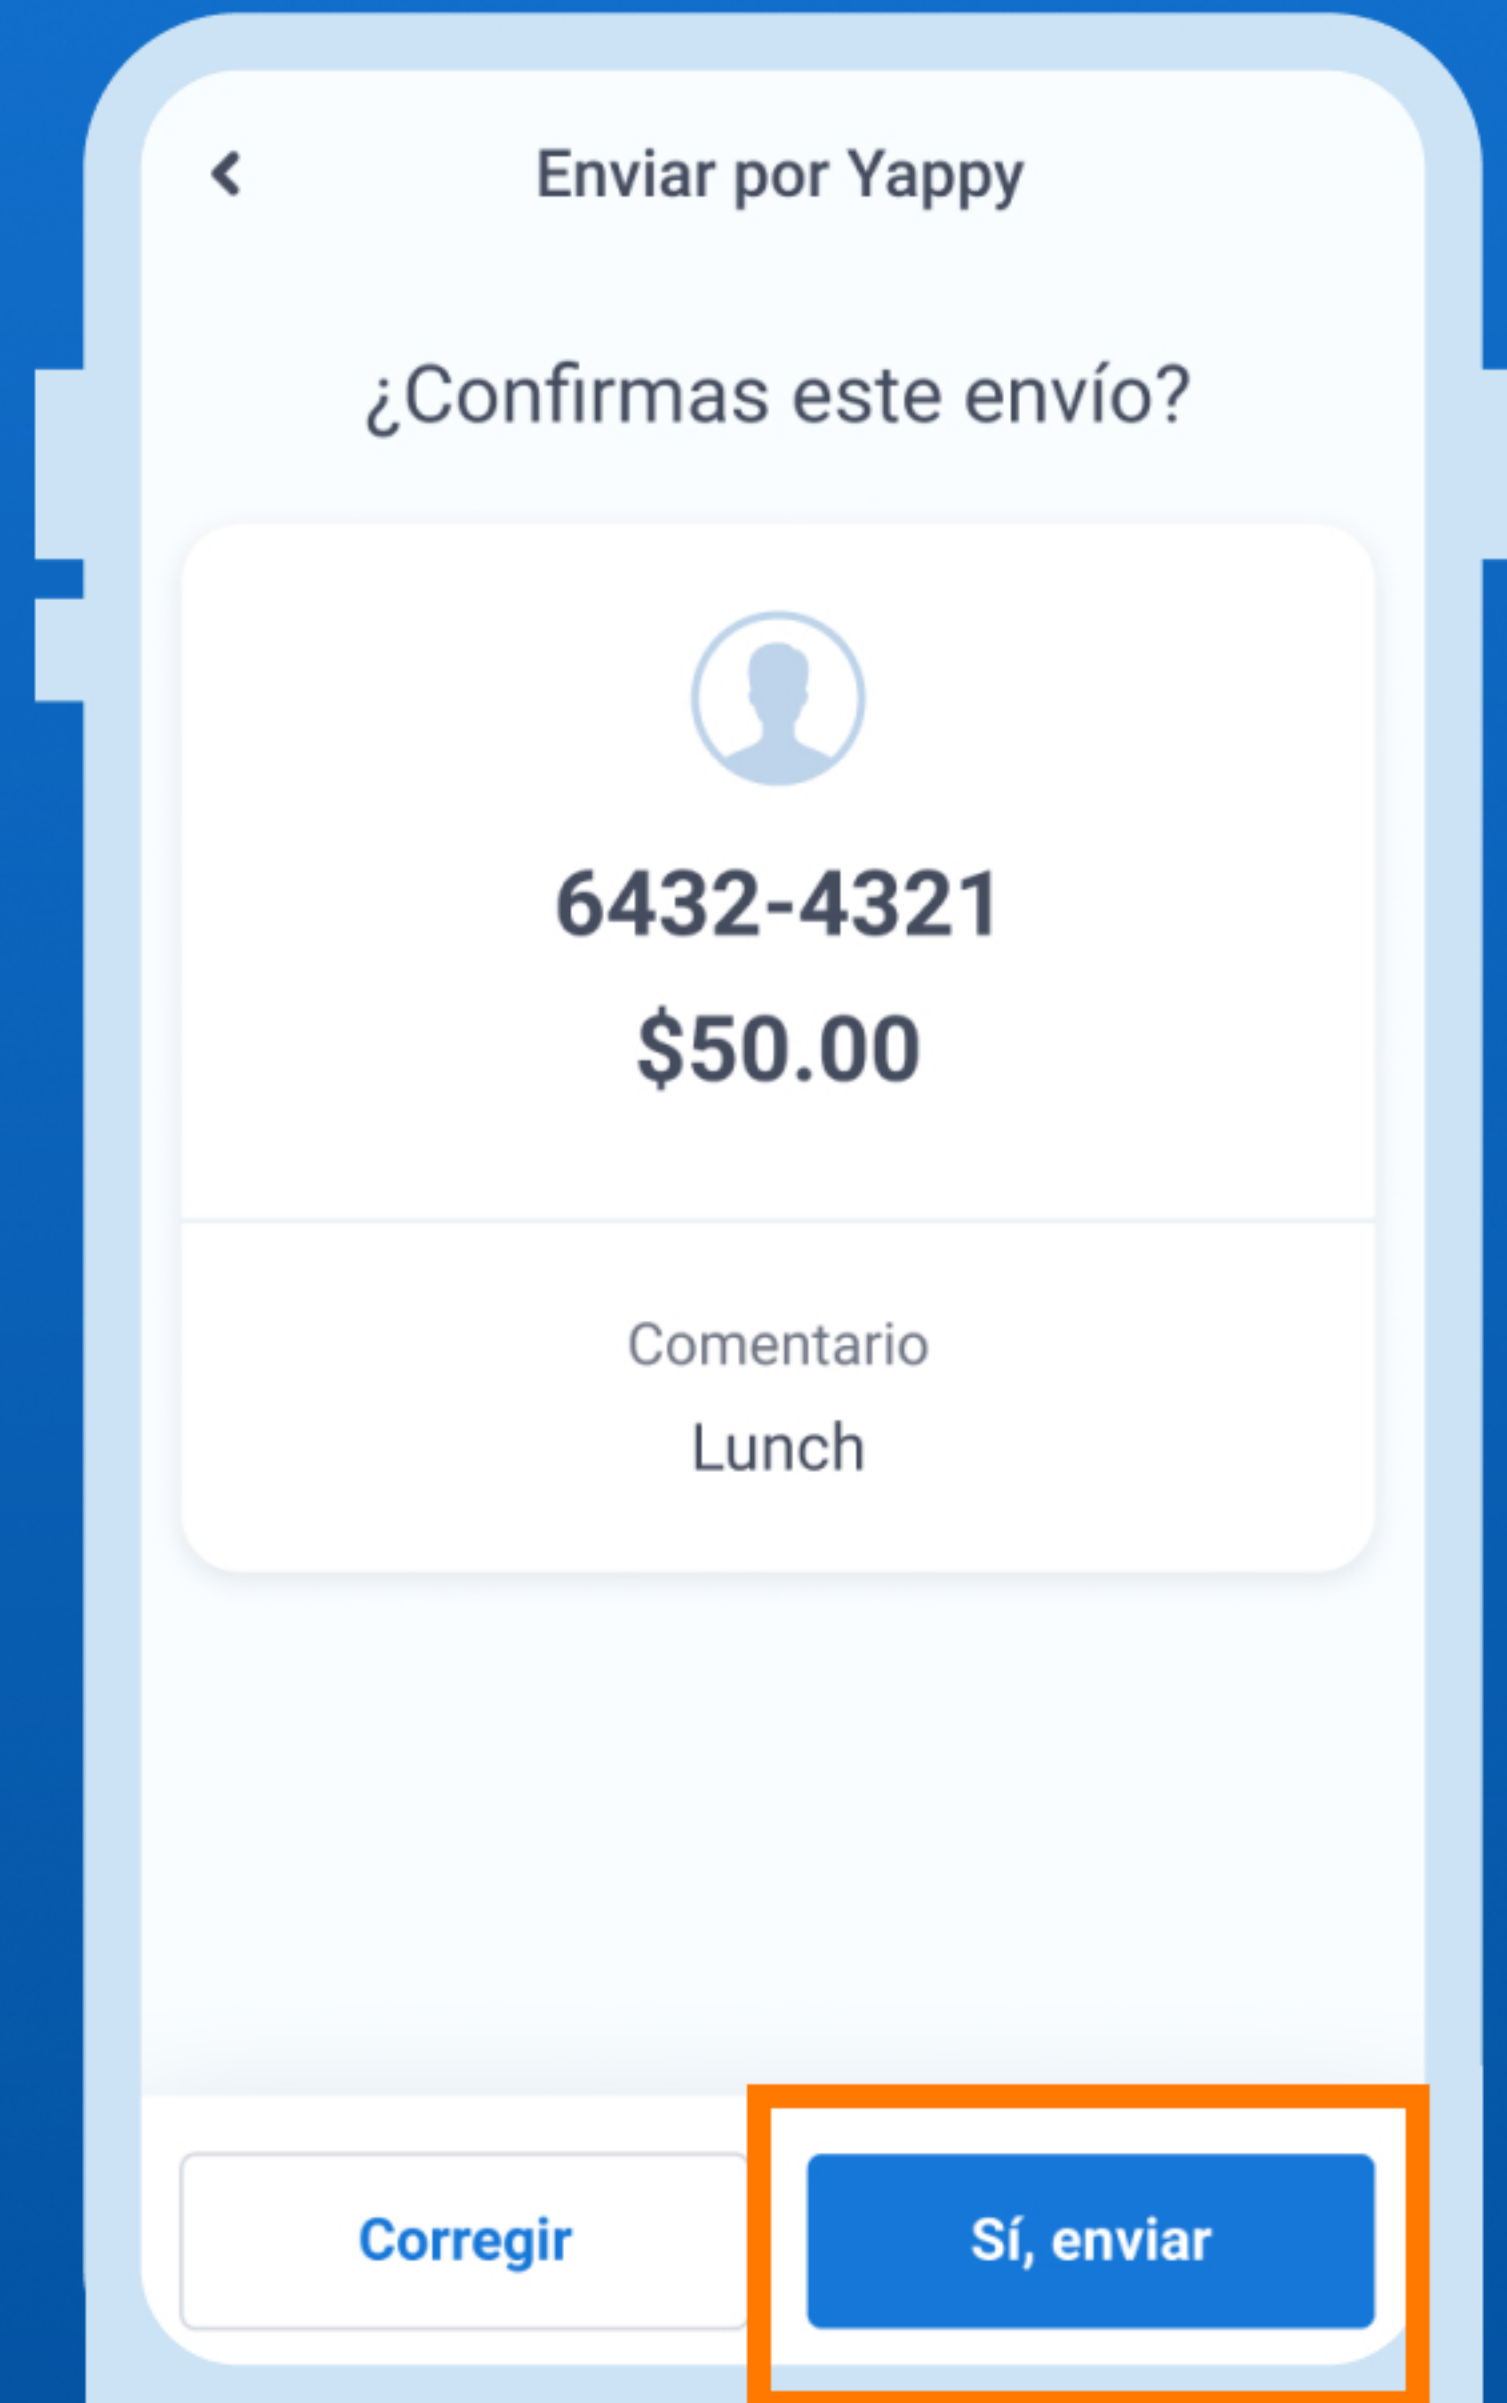 Enviar por Yappy
¿Confirmas este envío?
6432-4321
$50.00
Comentario
Lunch
Corregir
Sí, enviar